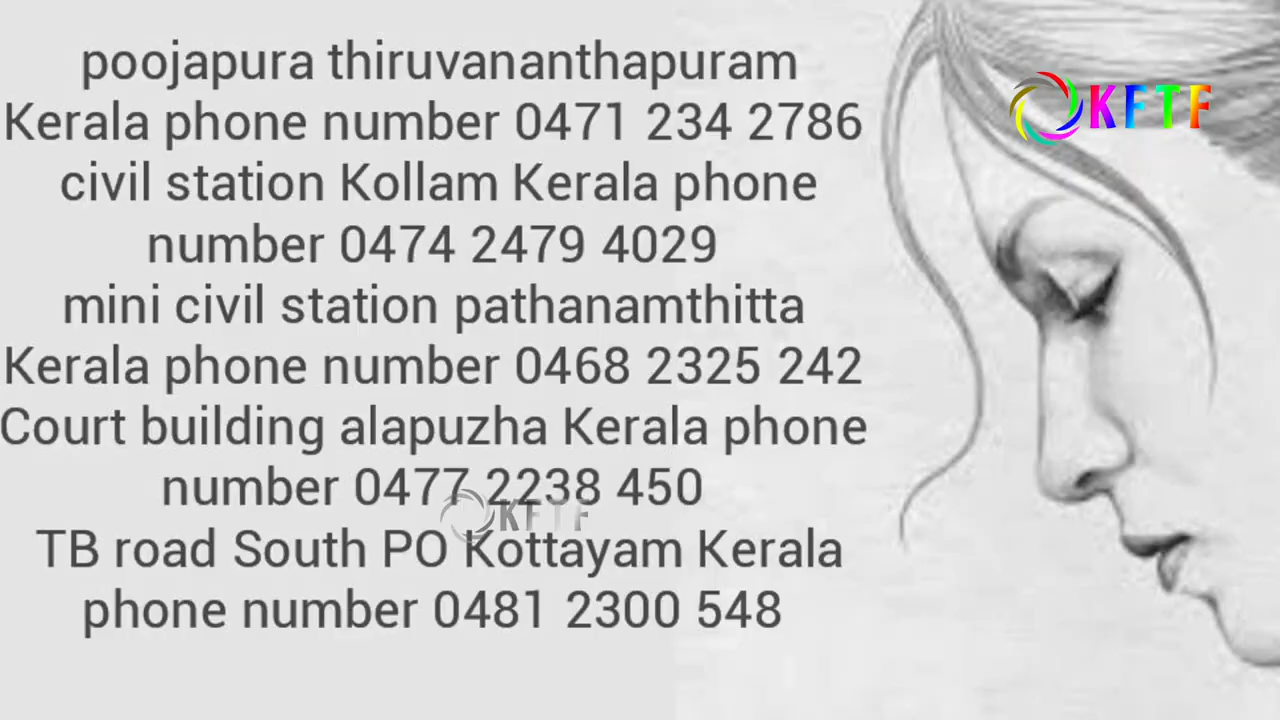 poojapura thiruvananthapuram
Kerala phone number 0471 234 2786
civil station Kollam Kerala phone
number 0474 2479 4029
mini civil station pathanamthitta
Kerala phone number 0468 2325 242
Court building alapuzha Kerala phone
number 0477 2238 450
TB road South PO Kottayam Kerala
phone number 0481 2300 548
KFTF
KFTF